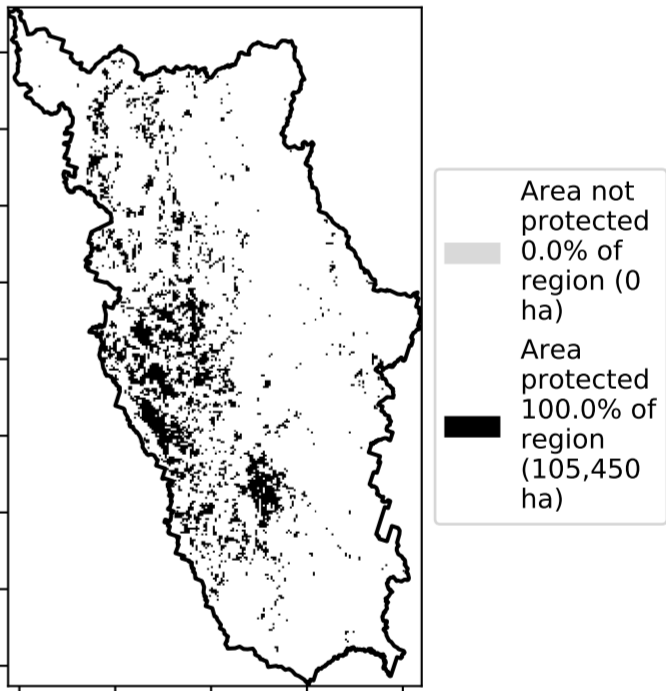 Area not
protected
0.0% of
region (0
ha)
Area
protected
100.0% of
region
(105,450
ha)